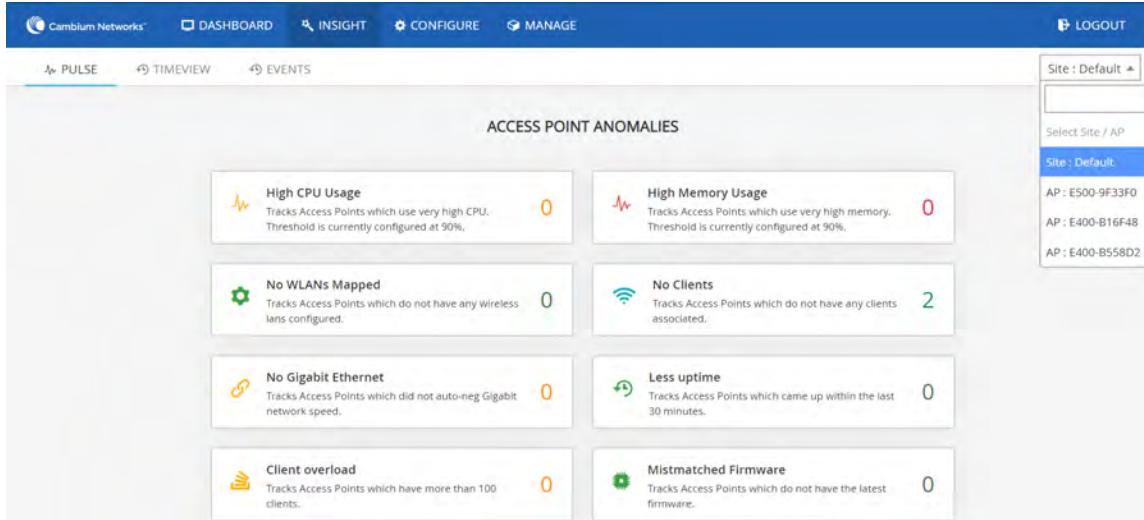 Cambium Networks™ DASHBOARD INSIGHT CONFIGURE MANAGE LOGOUT
PULSE TIMEVIEW EVENTS Site : Default
Select Site / AP
Site : Default
AP : E500-9F33F0
AP : E400-B16F48
AP : E400-B558D2
ACCESS POINT ANOMALIES
High CPU Usage
Tracks Access Points which use very high CPU.
Threshold is currently configured at 90%.
0
High Memory Usage
Tracks Access Points which use very high memory.
Threshold is currently configured at 90%.
0
No WLANs Mapped
Tracks Access Points which do not have any wireless
lans configured.
0
No Clients
Tracks Access Points which do not have any clients
associated.
2
No Gigabit Ethernet
Tracks Access Points which did not auto-neg Gigabit
network speed.
0
Less uptime
Tracks Access Points which came up within the last
30 minutes.
0
Client overload
Tracks Access Points which have more than 100
clients.
0
Mistmatched Firmware
Tracks Access Points which do not have the latest
firmware.
0